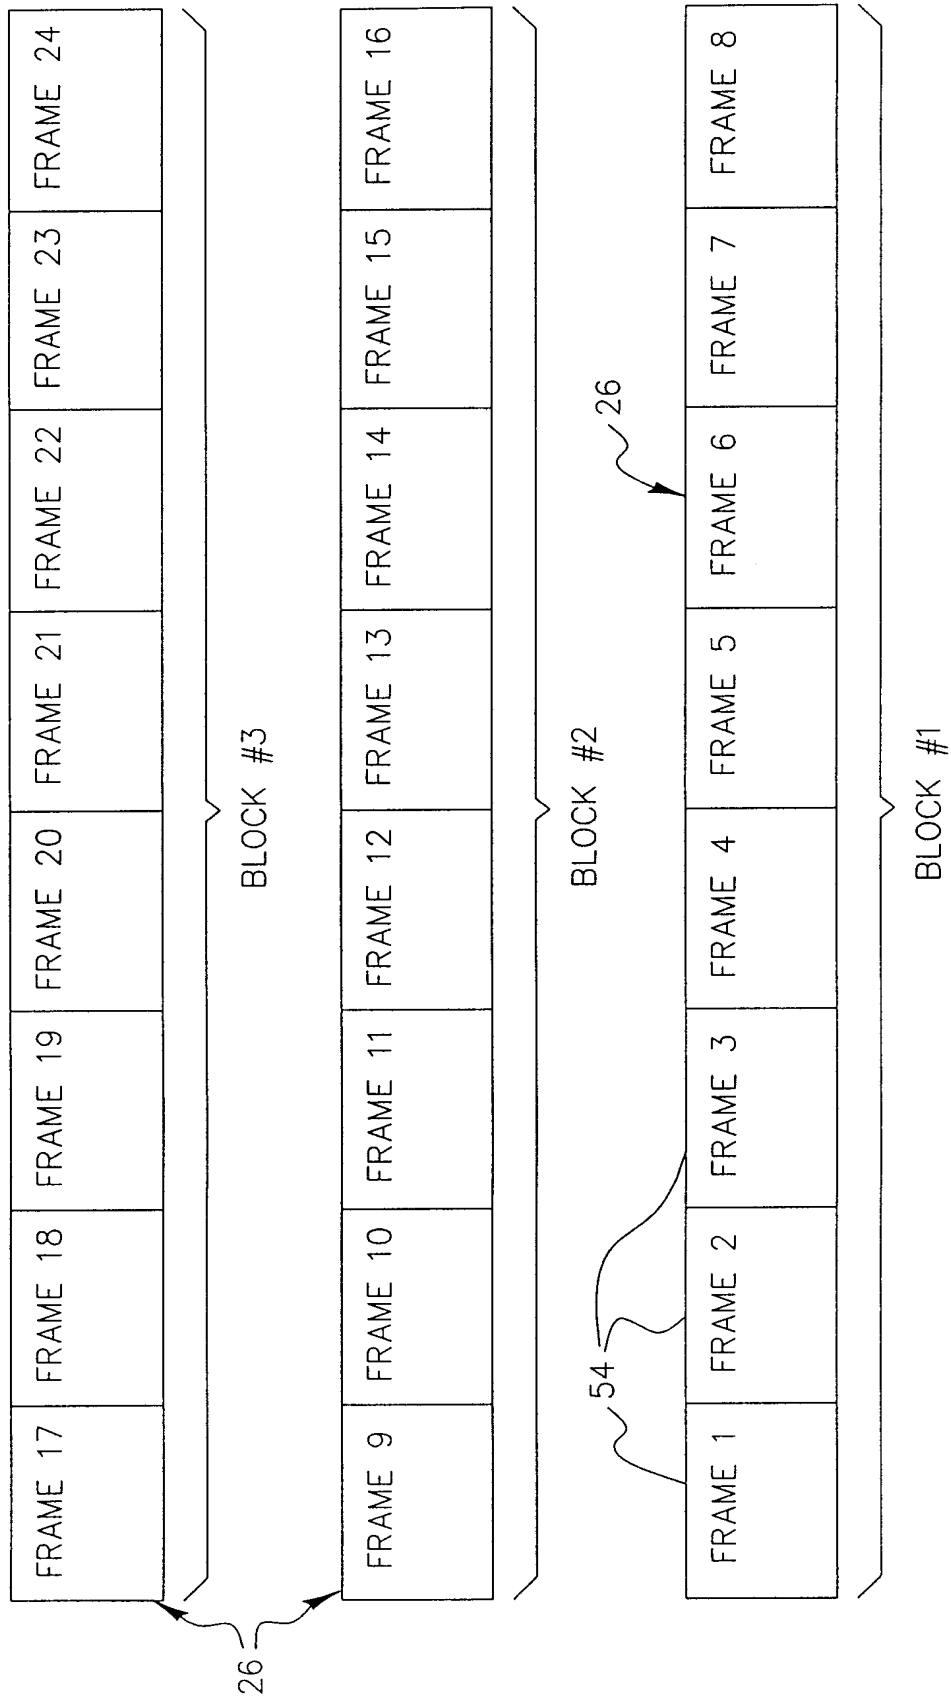 FRAME 17 FRAME 18 FRAME 19 FRAME 20 FRAME 21 FRAME 22 FRAME 23 FRAME 24
26
BLOCK #3
FRAME 9 FRAME 10 FRAME 11 FRAME 12 FRAME 13 FRAME 14 FRAME 15 FRAME 16
BLOCK #2
54
26
FRAME 1 FRAME 2 FRAME 3 FRAME 4 FRAME 5 FRAME 6 FRAME 7 FRAME 8
BLOCK #1